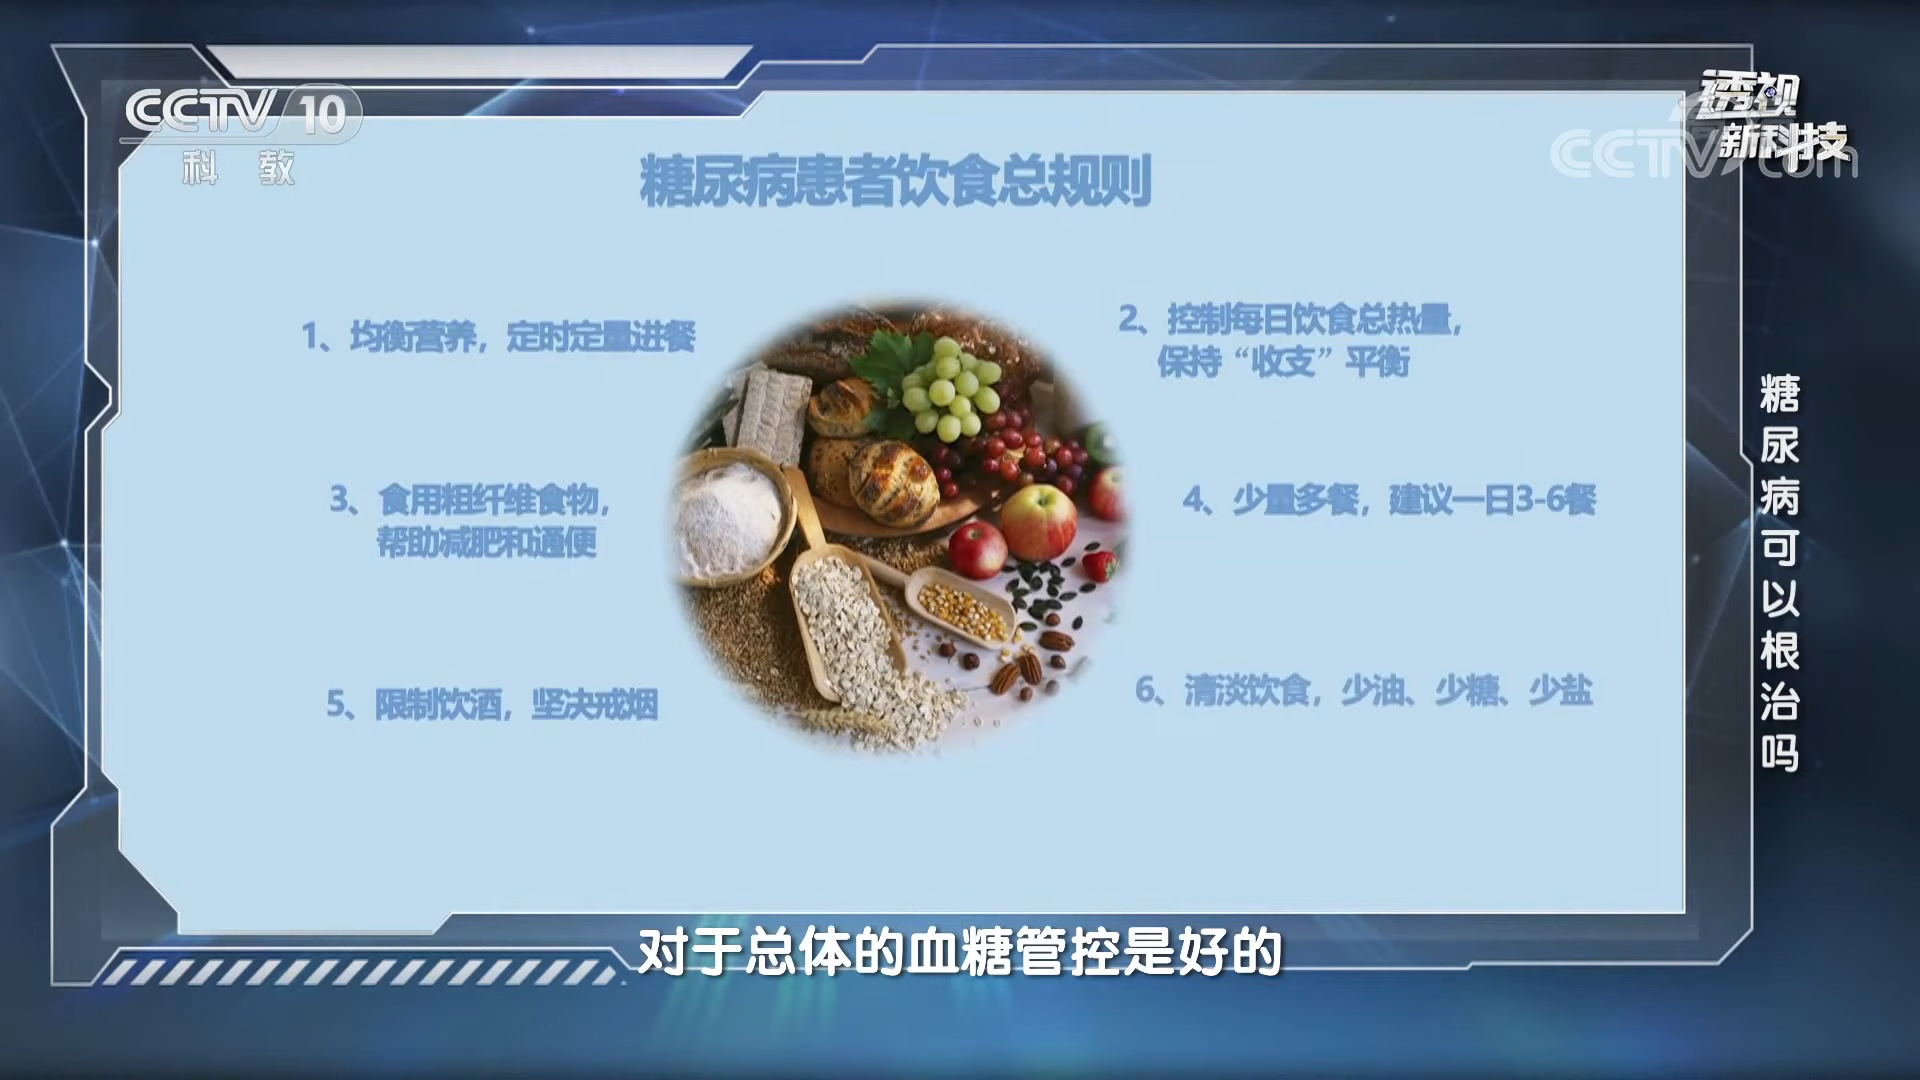 CCTV 10
科教
透视
新科技
CCTV.com
糖尿病患者饮食总规则
1、均衡营养，定时定量进餐
2、控制每日饮食总热量，
保持“收支”平衡
3、食用粗纤维食物，
帮助减肥和通便
4、少量多餐，建议一日3-6餐
5、限制饮酒，坚决戒烟
6、清淡饮食，少油、少糖、少盐
糖尿病可以根治吗
对于总体的血糖管控是好的